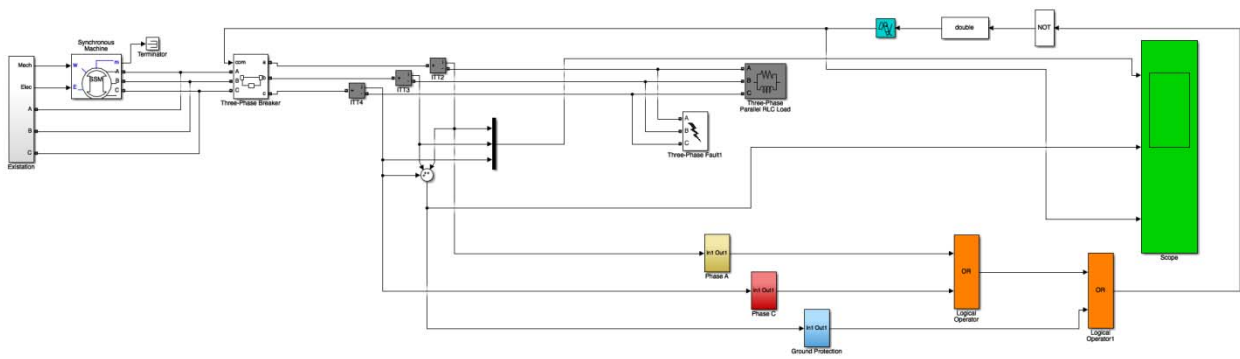 double
NOT
Synchronous
Machine
Terminator
Mech
w
m
A
B
C
SSM
Elec
E
A
B
C
Existation
com
A
B
C
a
b
c
Three-Phase Breaker
ITT2
ITT3
ITT4
A
B
C
Three-Phase
Parallel RLC Load
A
B
C
Three-Phase Fault1
Scope
In1 Out1
Phase A
In1 Out1
Phase C
In1 Out1
Ground Protection
OR
Logical
Operator
OR
Logical
Operator1